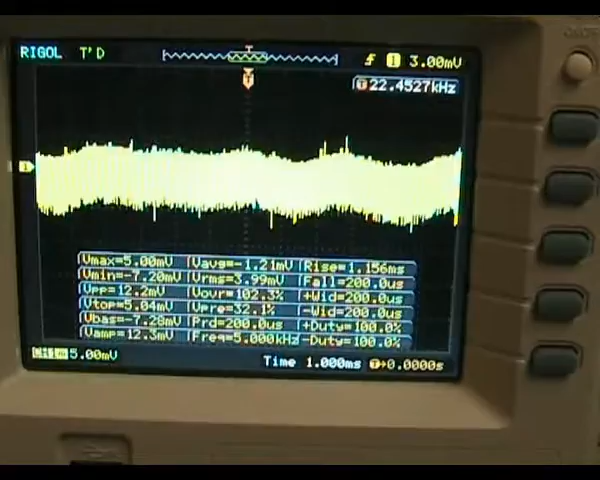 RIGOL T'D 1 3.00mV
22.4527kHz
1
Vmax=5.00mV Vavg=-1.21mV Rise=1.156ms
Vmin=-7.20mV Vrms=3.99mV Fall=200.0us
Vpp=12.2mV Vovr=102.3% +Wid=200.0us
Vtop=5.04mV Vpre=32.1% -Wid=200.0us
Vbas=-7.28mV Prd=200.0us +Duty=100.0%
Vamp=12.3mV Freq=5.000kHz -Duty=100.0%
5.00mV Time 1.000ms 0.0000s